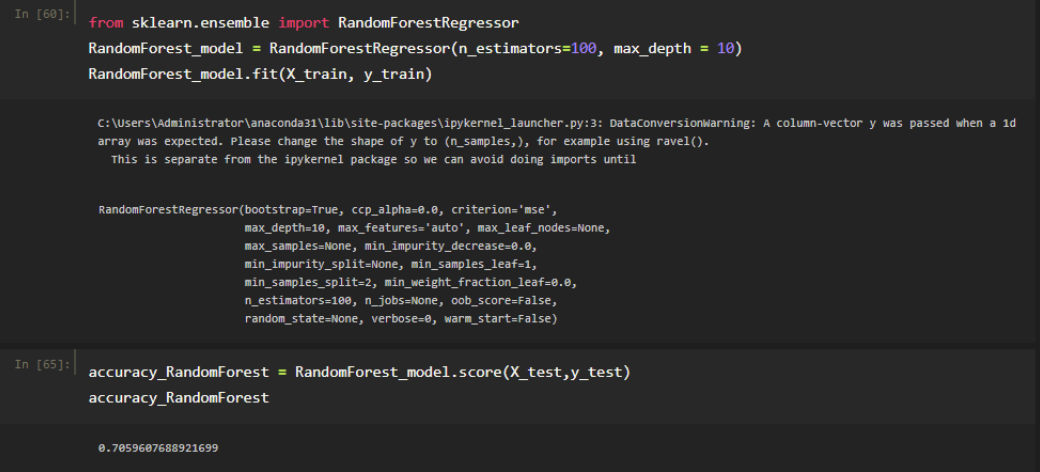 In [60]:
from sklearn.ensemble import RandomForestRegressor
RandomForest_model = RandomForestRegressor(n_estimators=100, max_depth = 10)
RandomForest_model.fit(X_train, y_train)
C:\Users\Administrator\anaconda31\lib\site-packages\ipykernel_launcher.py:3: DataConversionWarning: A column-vector y was passed when a 1d
array was expected. Please change the shape of y to (n_samples,), for example using ravel().
  This is separate from the ipykernel package so we can avoid doing imports until
RandomForestRegressor(bootstrap=True, ccp_alpha=0.0, criterion='mse',
                      max_depth=10, max_features='auto', max_leaf_nodes=None,
                      max_samples=None, min_impurity_decrease=0.0,
                      min_impurity_split=None, min_samples_leaf=1,
                      min_samples_split=2, min_weight_fraction_leaf=0.0,
                      n_estimators=100, n_jobs=None, oob_score=False,
                      random_state=None, verbose=0, warm_start=False)
In [65]:
accuracy_RandomForest = RandomForest_model.score(X_test,y_test)
accuracy_RandomForest
0.7059607688921699